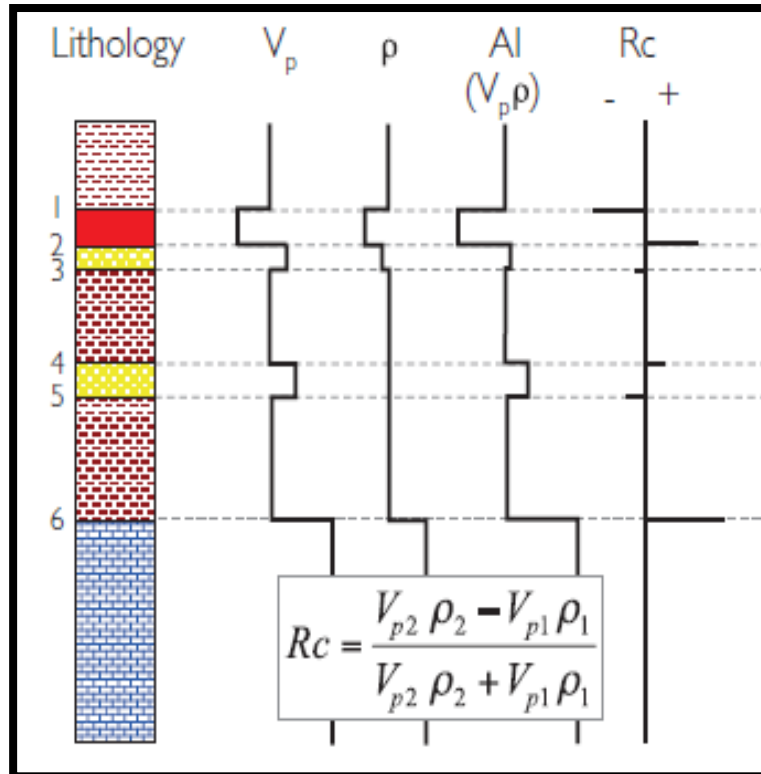 Lithology Vp ρ AI Rc
(Vpρ) - +
1
2
3
4
5
6
Rc = (Vp2 ρ2 − Vp1 ρ1) / (Vp2 ρ2 + Vp1 ρ1)